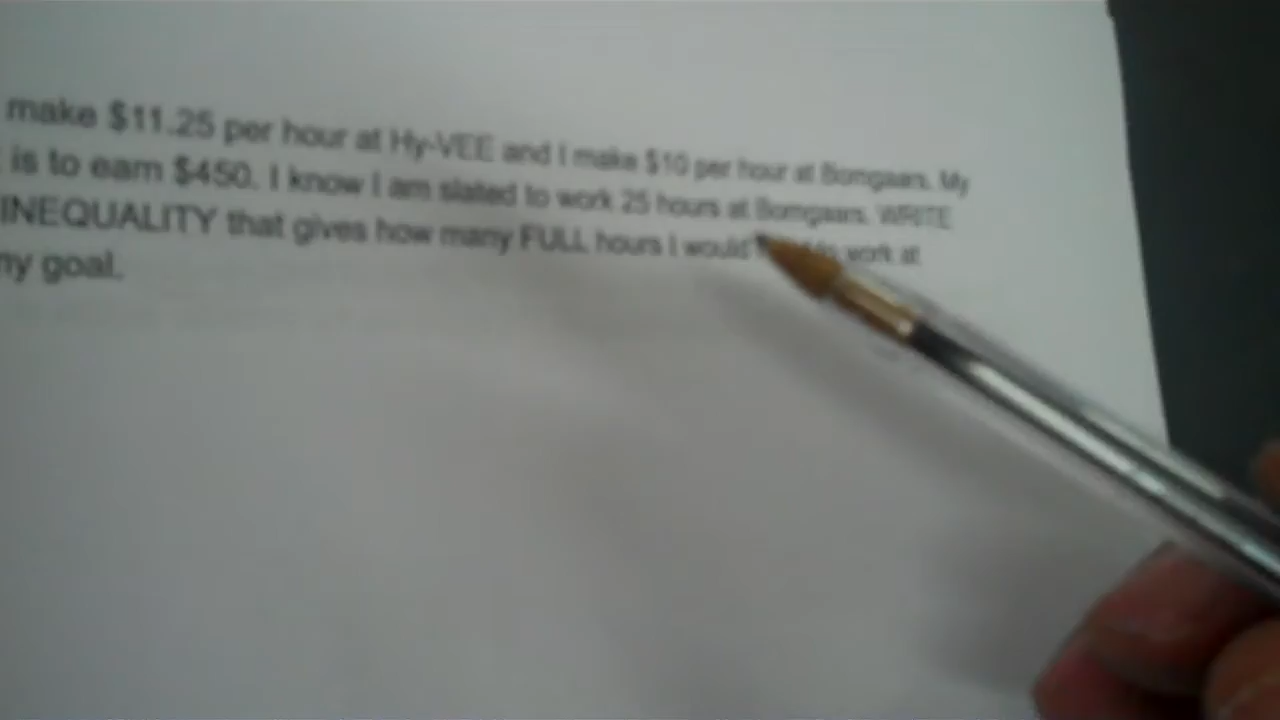 make $11.25 per hour at Hy-VEE and I make $10 per hour at Bomgaars. My
is to earn $450. I know I am slated to work 25 hours at Bomgaars. WRITE
INEQUALITY that gives how many FULL hours I would work at
my goal.